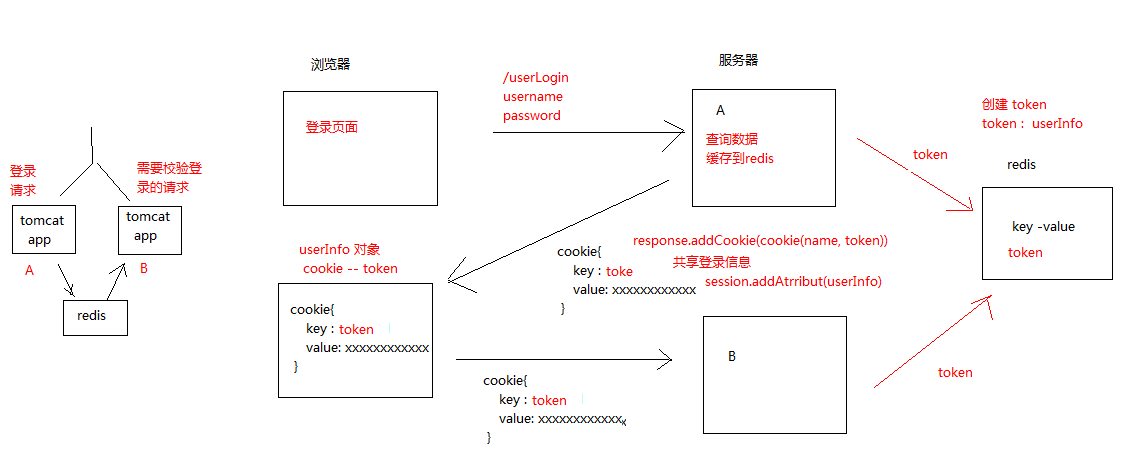 登录
请求
需要校验登
录的请求
tomcat
app
tomcat
app
A
B
redis
浏览器
登录页面
/userLogin
username
password
服务器
A
查询数据
缓存到redis
token
创建 token
token : userInfo
redis
key -value
token
userInfo 对象
cookie -- token
cookie{
key : token
value: xxxxxxxxxxxx
}
response.addCookie(cookie(name, token))
cookie{
共享登录信息
key : toke
session.addAtrribut(userInfo)
value: xxxxxxxxxxxx
}
B
cookie{
key : token
value: xxxxxxxxxxxxx
}
token